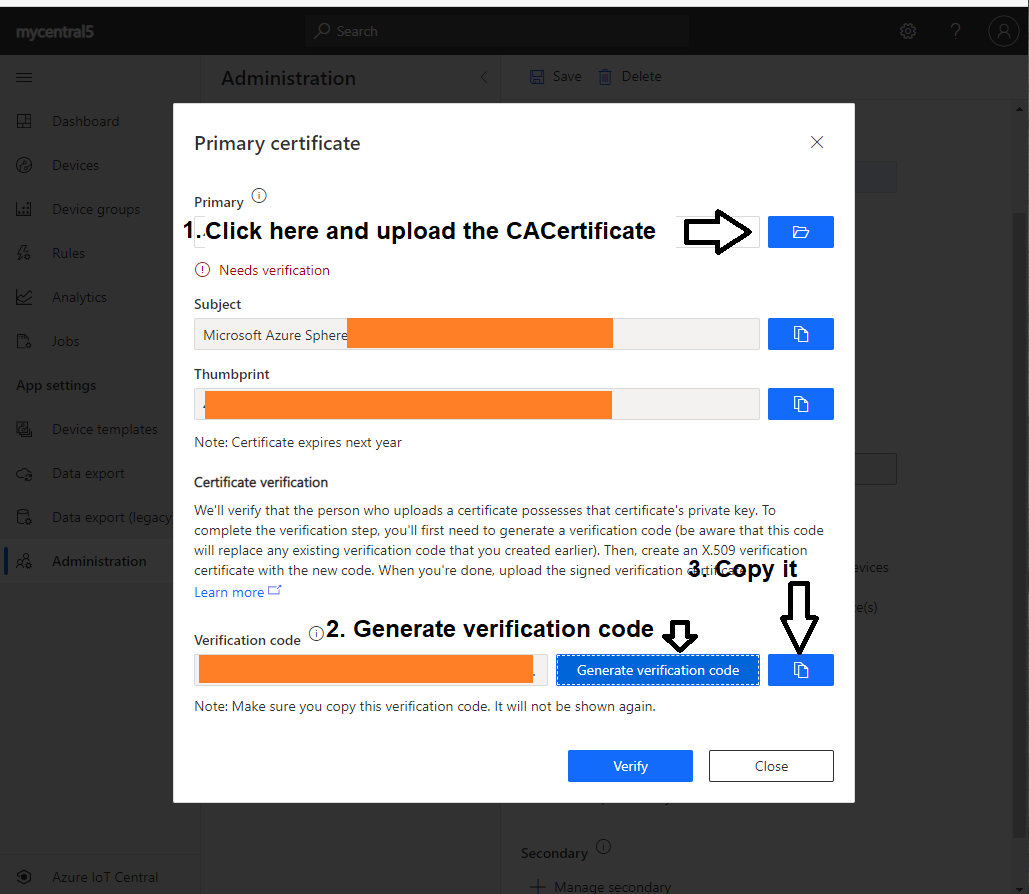 mycentral5
Search
Administration
Save
Delete
Dashboard
Devices
Device groups
Rules
Analytics
Jobs
App settings
Device templates
Data export
Data export (legacy
Administration
Azure IoT Central
Primary certificate
Primary
1. Click here and upload the CACertificate
Needs verification
Subject
Microsoft Azure Sphere
Thumbprint
Note: Certificate expires next year
Certificate verification
We'll verify that the person who uploads a certificate possesses that certificate's private key. To
complete the verification step, you'll first need to generate a verification code (be aware that this code
will replace any existing verification code that you created earlier). Then, create an X.509 verification
certificate with the new code. When you're done, upload the signed verification certificate.
3. Copy it
Learn more
Verification code
2. Generate verification code
Generate verification code
Note: Make sure you copy this verification code. It will not be shown again.
Verify
Close
evices
e(s)
Secondary
Manage secondary